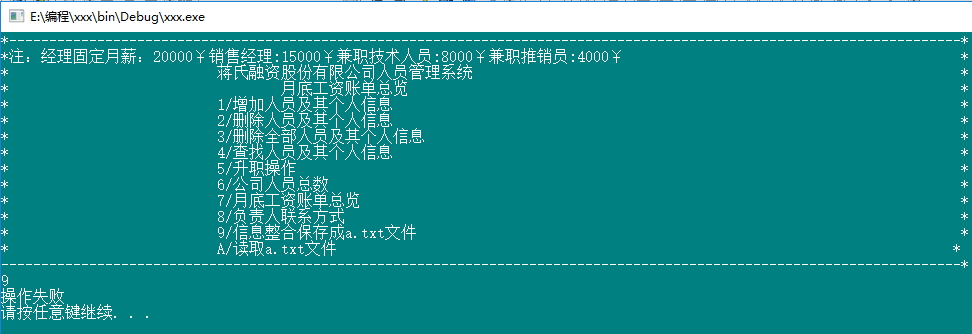 E:\编程\xxx\bin\Debug\xxx.exe
*-----------------------------------------------------------------------------------------------------------------------*
*注：经理固定月薪：20000￥销售经理:15000￥兼职技术人员:8000￥兼职推销员:4000￥ *
* 蒋氏融资股份有限公司人员管理系统 *
* 月底工资账单总览 *
* 1/增加人员及其个人信息 *
* 2/删除人员及其个人信息 *
* 3/删除全部人员及其个人信息 *
* 4/查找人员及其个人信息 *
* 5/升职操作 *
* 6/公司人员总数 *
* 7/月底工资账单总览 *
* 8/负责人联系方式 *
* 9/信息整合保存成a.txt文件 *
* A/读取a.txt文件 *
-----------------------------------------------------------------------------------------------------------------------*
9
操作失败
请按任意键继续. . .